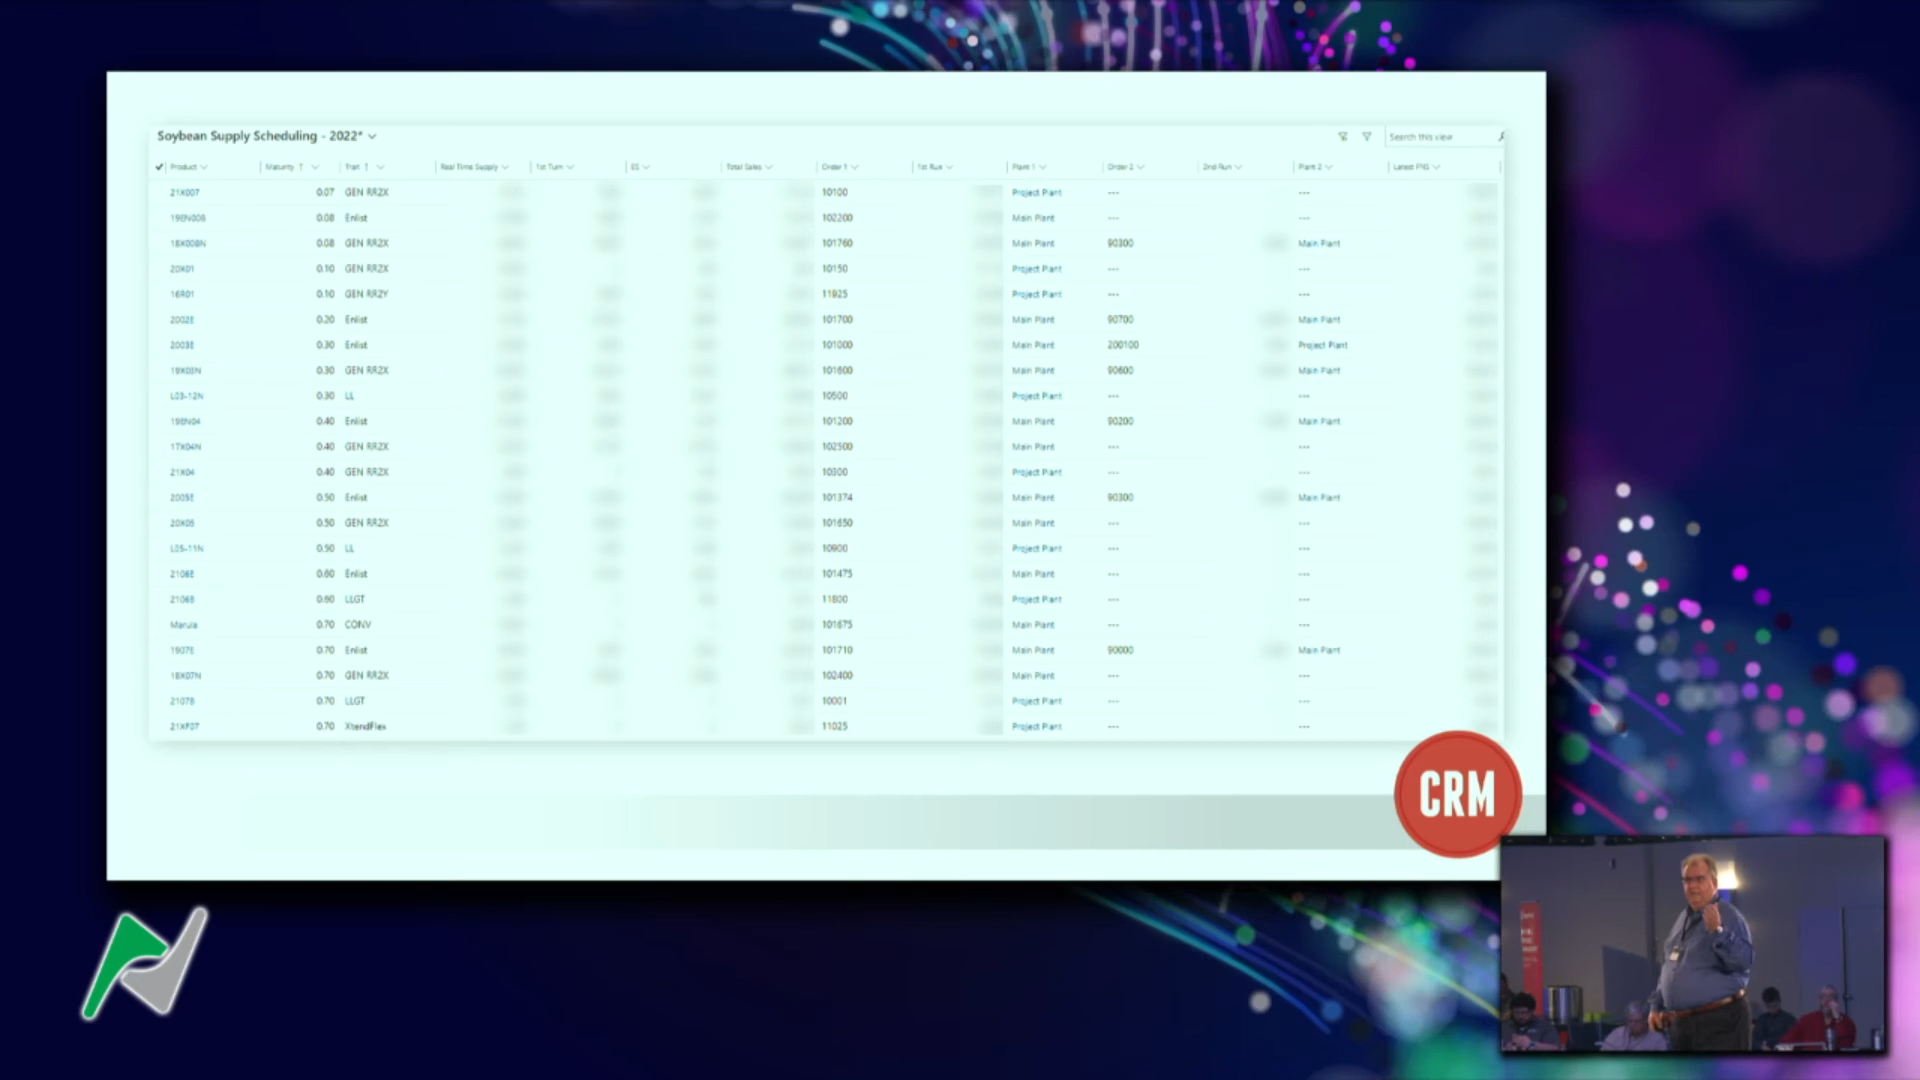 Soybean Supply Scheduling - 2022*
Search this view
Product Maturity ↑ Trait ↑ Real Time Supply 1st Turn ES Total Sales Order 1 1st Run Plant 1 Order 2 2nd Run Plant 2 Latest PNG
21X007 0.07 GEN RR2X 10100 Project Plant --- ---
19EN008 0.08 Enlist 102200 Main Plant --- ---
18X008N 0.08 GEN RR2X 101760 Main Plant 90300 Main Plant
20X01 0.10 GEN RR2X 10150 Project Plant --- ---
16R01 0.10 GEN RR2Y 11925 Project Plant --- ---
2002E 0.20 Enlist 101700 Main Plant 90700 Main Plant
2003E 0.30 Enlist 101000 Main Plant 200100 Project Plant
19X03N 0.30 GEN RR2X 101600 Main Plant 90600 Main Plant
L03-12N 0.30 LL 10500 Project Plant --- ---
19EN04 0.40 Enlist 101200 Main Plant 90200 Main Plant
17X04N 0.40 GEN RR2X 102500 Main Plant --- ---
21X04 0.40 GEN RR2X 10300 Project Plant --- ---
2005E 0.50 Enlist 101374 Main Plant 90300 Main Plant
20X05 0.50 GEN RR2X 101650 Main Plant --- ---
L05-11N 0.50 LL 10900 Project Plant --- ---
2106E 0.60 Enlist 101475 Main Plant --- ---
2106B 0.60 LLGT 11800 Project Plant --- ---
Marula 0.70 CONV 101675 Main Plant --- ---
1907E 0.70 Enlist 101710 Main Plant 90000 Main Plant
18X07N 0.70 GEN RR2X 102400 Main Plant --- ---
2107B 0.70 LLGT 10001 Project Plant --- ---
21XF07 0.70 XtendFlex 11025 Project Plant --- ---
CRM